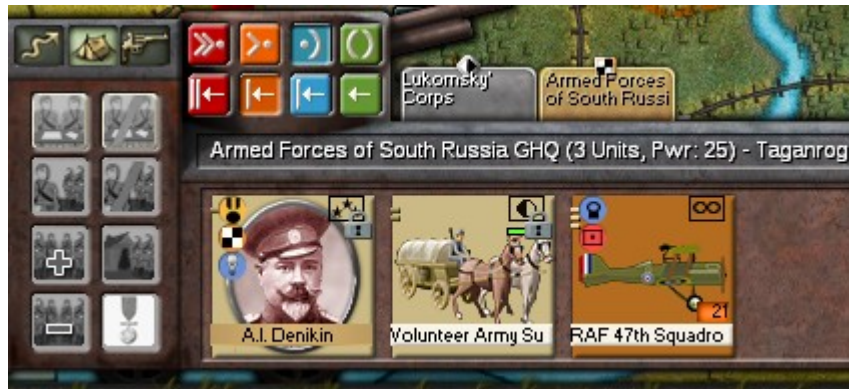 Lukomsky'
Corps
Armed Forces
of South Russi
Armed Forces of South Russia GHQ (3 Units, Pwr: 25) - Taganrog
21
A.I. Denikin
Volunteer Army Su
RAF 47th Squadro